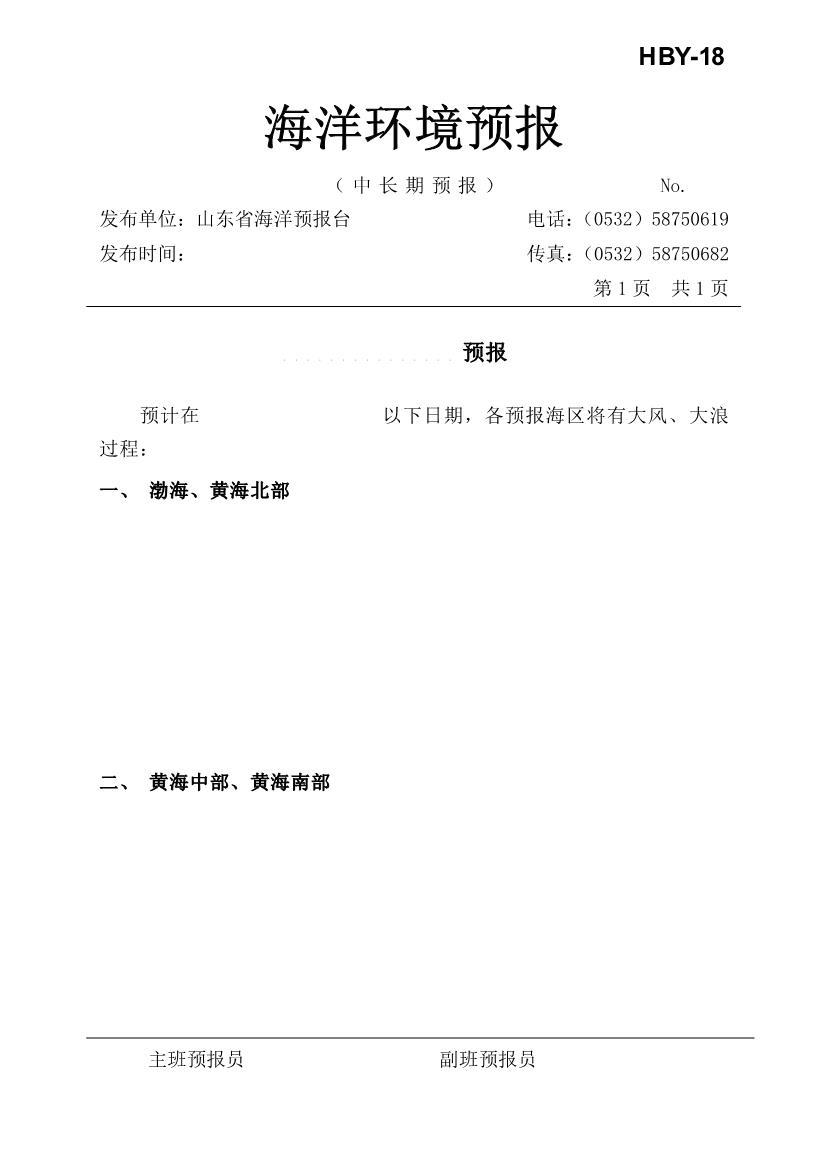 HBY-18
海洋环境预报
（中长期预报） No.
发布单位：山东省海洋预报台 电话：（0532）58750619
发布时间： 传真：（0532）58750682
第 1 页 共 1 页
. . . . . . . . . . . . . . . 预报
预计在 以下日期，各预报海区将有大风、大浪
过程：
一、 渤海、黄海北部
二、 黄海中部、黄海南部
主班预报员 副班预报员